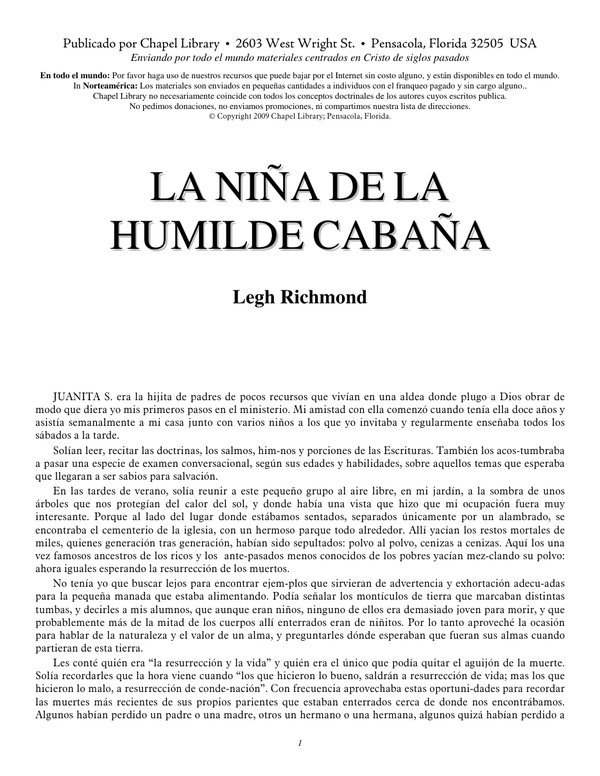 Publicado por Chapel Library • 2603 West Wright St. • Pensacola, Florida 32505 USA
Enviando por todo el mundo materiales centrados en Cristo de siglos pasados
En todo el mundo: Por favor haga uso de nuestros recursos que puede bajar por el Internet sin costo alguno, y están disponibles en todo el mundo.
In Norteamérica: Los materiales son enviados en pequeñas cantidades a individuos con el franqueo pagado y sin cargo alguno..
Chapel Library no necesariamente coincide con todos los conceptos doctrinales de los autores cuyos escritos publica.
No pedimos donaciones, no enviamos promociones, ni compartimos nuestra lista de direcciones.
© Copyright 2009 Chapel Library; Pensacola, Florida.
LA NIÑA DE LA
HUMILDE CABAÑA
Legh Richmond
JUANITA S. era la hijita de padres de pocos recursos que vivían en una aldea donde plugo a Dios obrar de
modo que diera yo mis primeros pasos en el ministerio. Mi amistad con ella comenzó cuando tenía ella doce años y
asistía semanalmente a mi casa junto con varios niños a los que yo invitaba y regularmente enseñaba todos los
sábados a la tarde.
Solían leer, recitar las doctrinas, los salmos, him-nos y porciones de las Escrituras. También los acos-tumbraba
a pasar una especie de examen conversacional, según sus edades y habilidades, sobre aquellos temas que esperaba
que llegaran a ser sabios para salvación.
En las tardes de verano, solía reunir a este pequeño grupo al aire libre, en mi jardín, a la sombra de unos
árboles que nos protegían del calor del sol, y donde había una vista que hizo que mi ocupación fuera muy
interesante. Porque al lado del lugar donde estábamos sentados, separados únicamente por un alambrado, se
encontraba el cementerio de la iglesia, con un hermoso parque todo alrededor. Allí yacían los restos mortales de
miles, quienes generación tras generación, habían sido sepultados: polvo al polvo, cenizas a cenizas. Aquí los una
vez famosos ancestros de los ricos y los ante-pasados menos conocidos de los pobres yacían mez-clando su polvo:
ahora iguales esperando la resurrección de los muertos.
No tenía yo que buscar lejos para encontrar ejem-plos que sirvieran de advertencia y exhortación adecu-adas
para la pequeña manada que estaba alimentando. Podía señalar los montículos de tierra que marcaban distintas
tumbas, y decirles a mis alumnos, que aunque eran niños, ninguno de ellos era demasiado joven para morir, y que
probablemente más de la mitad de los cuerpos allí enterrados eran de niñitos. Por lo tanto aproveché la ocasión
para hablar de la naturaleza y el valor de un alma, y preguntarles dónde esperaban que fueran sus almas cuando
partieran de esta tierra.
Les conté quién era “la resurrección y la vida” y quién era el único que podía quitar el aguijón de la muerte.
Solía recordarles que la hora viene cuando “los que hicieron lo bueno, saldrán a resurrección de vida; mas los que
hicieron lo malo, a resurrección de conde-nación”. Con frecuencia aprovechaba estas oportuni-dades para recordar
las muertes más recientes de sus propios parientes que estaban enterrados cerca de donde nos encontrábamos.
Algunos habían perdido un padre o una madre, otros un hermano o una hermana, algunos quizá habían perdido a
1